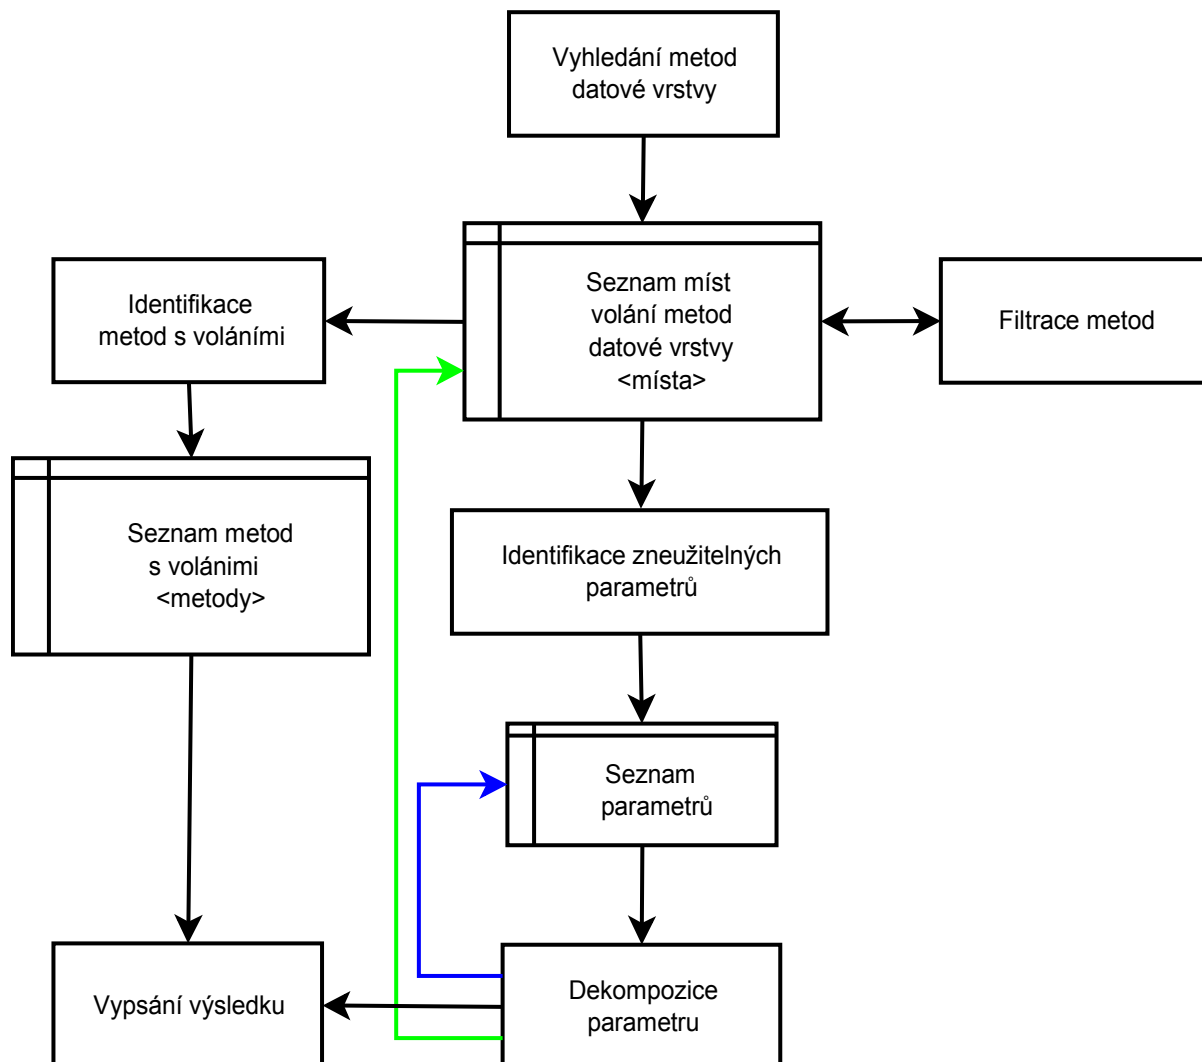 Vyhledání metod
datové vrstvy
Identifikace
metod s voláními
Seznam míst
volání metod
datové vrstvy
<místa>
Filtrace metod
Seznam metod
s volánimi
<metody>
Identifikace zneužitelných
parametrů
Seznam
parametrů
Vypsání výsledku
Dekompozice
parametru